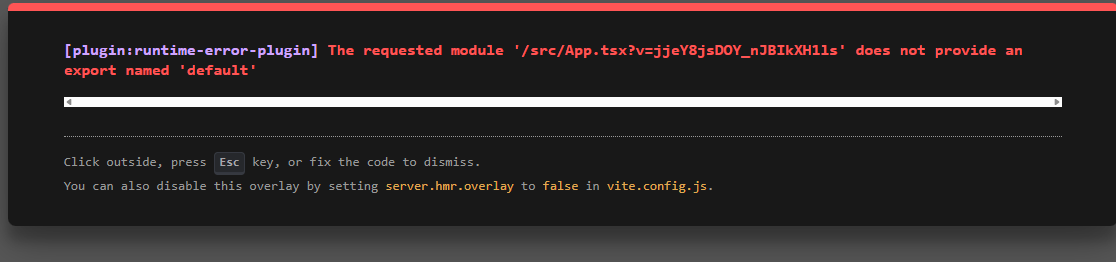 [plugin:runtime-error-plugin] The requested module '/src/App.tsx?v=jjeY8jsDOY_nJBIkXH1ls' does not provide an
export named 'default'
Click outside, press Esc key, or fix the code to dismiss.
You can also disable this overlay by setting server.hmr.overlay to false in vite.config.js.